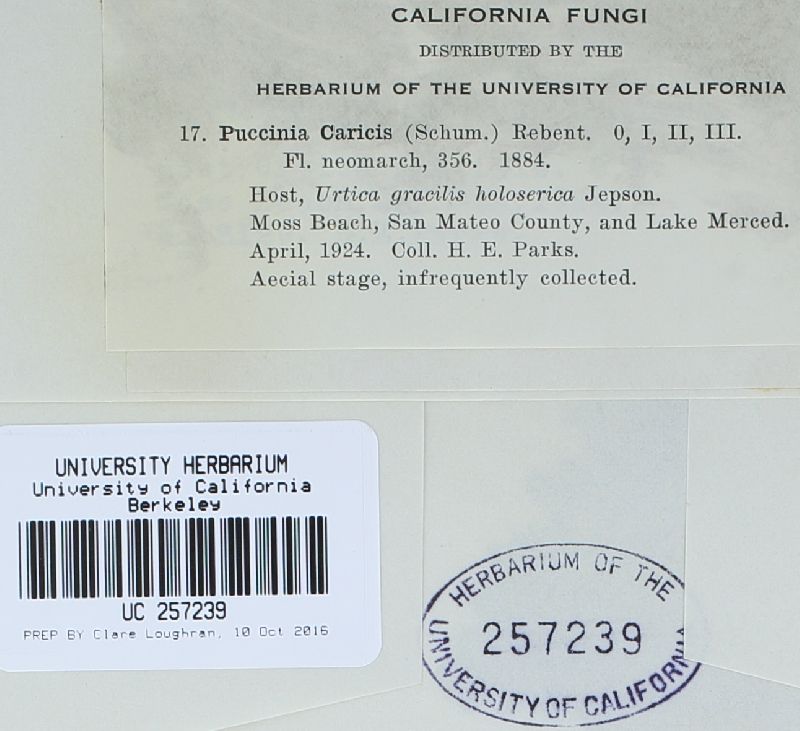 CALIFORNIA FUNGI
DISTRIBUTED BY THE
HERBARIUM OF THE UNIVERSITY OF CALIFORNIA
17. Puccinia Caricis (Schum.) Rebent. 0, I, II, III.
Fl. neomarch, 356. 1884.
Host, Urtica gracilis holoserica Jepson.
Moss Beach, San Mateo County, and Lake Merced.
April, 1924. Coll. H. E. Parks.
Aecial stage, infrequently collected.
UNIVERSITY HERBARIUM
University of California
Berkeley
UC 257239
PREP BY Clare Loughran, 10 Oct 2016
HERBARIUM OF THE
257239
UNIVERSITY OF CALIFORNIA